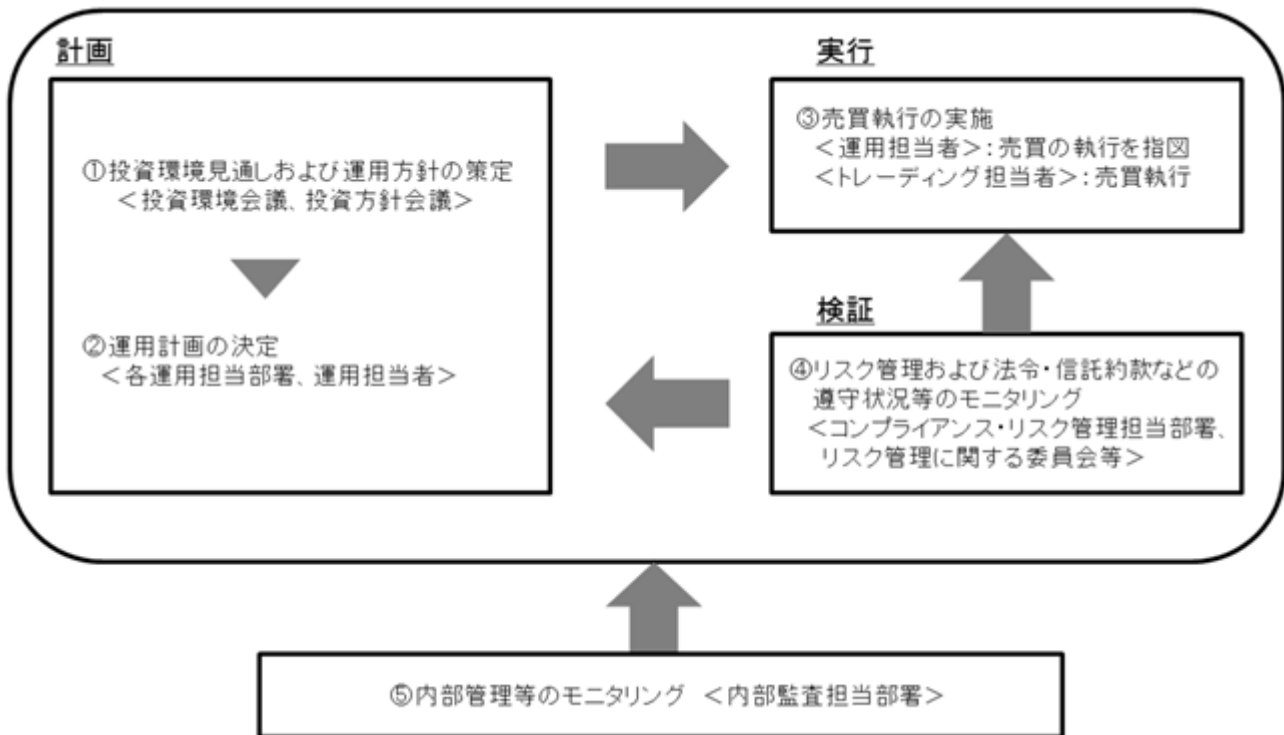 計画
①投資環境見通しおよび運用方針の策定
＜投資環境会議、投資方針会議＞
②運用計画の決定
＜各運用担当部署、運用担当者＞
実行
③売買執行の実施
＜運用担当者＞：売買の執行を指図
＜トレーディング担当者＞：売買執行
検証
④リスク管理および法令・信託約款などの
遵守状況等のモニタリング
＜コンプライアンス・リスク管理担当部署、
リスク管理に関する委員会等＞
⑤内部管理等のモニタリング ＜内部監査担当部署＞